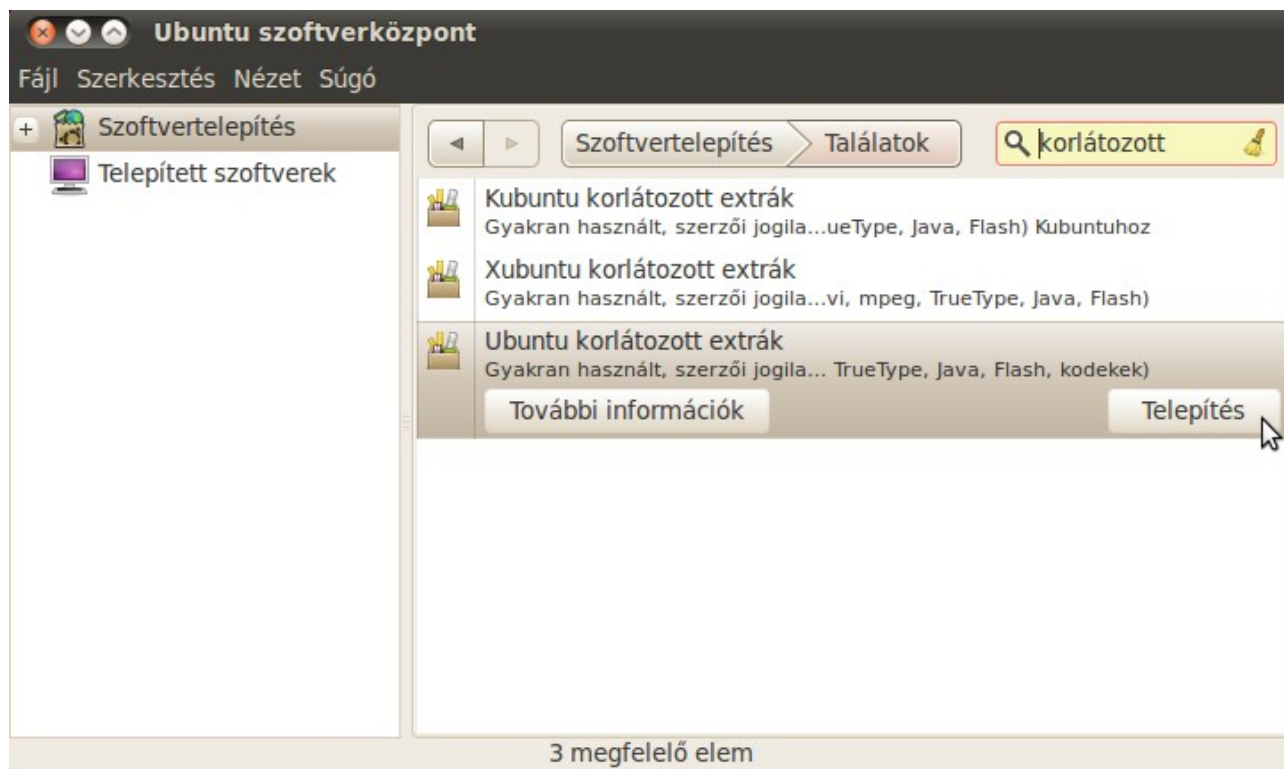 Ubuntu szoftverközpont
Fájl Szerkesztés Nézet Súgó
Szoftvertelepítés
Telepített szoftverek
Szoftvertelepítés Találatok korlátozott
Kubuntu korlátozott extrák
Gyakran használt, szerzői jogila...ueType, Java, Flash) Kubuntuhoz
Xubuntu korlátozott extrák
Gyakran használt, szerzői jogila...vi, mpeg, TrueType, Java, Flash)
Ubuntu korlátozott extrák
Gyakran használt, szerzői jogila... TrueType, Java, Flash, kodekek)
További információk Telepítés
3 megfelelő elem